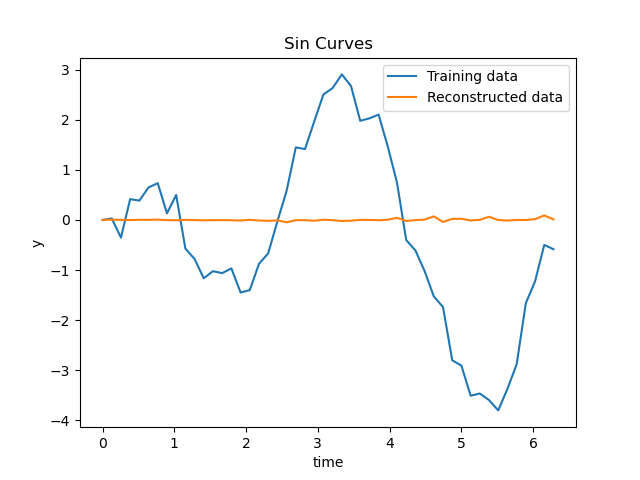 Sin Curves
Training data
Reconstructed data
3
2
1
0
−1
−2
−3
−4
y
0 1 2 3 4 5 6
time